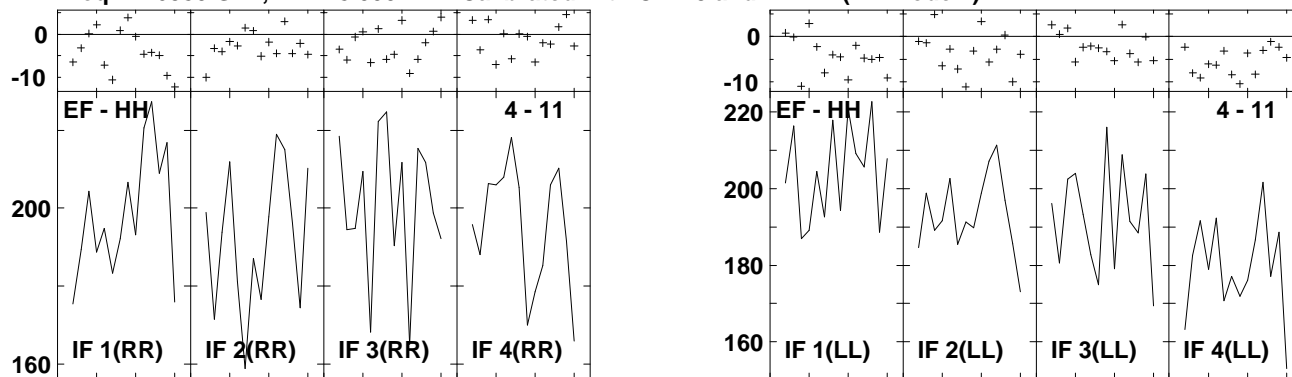 0
-10
EF - HH
4 - 11
200
160
IF 1(RR)
IF 2(RR)
IF 3(RR)
IF 4(RR)
0
-10
EF - HH
4 - 11
220
200
180
160
IF 1(LL)
IF 2(LL)
IF 3(LL)
IF 4(LL)